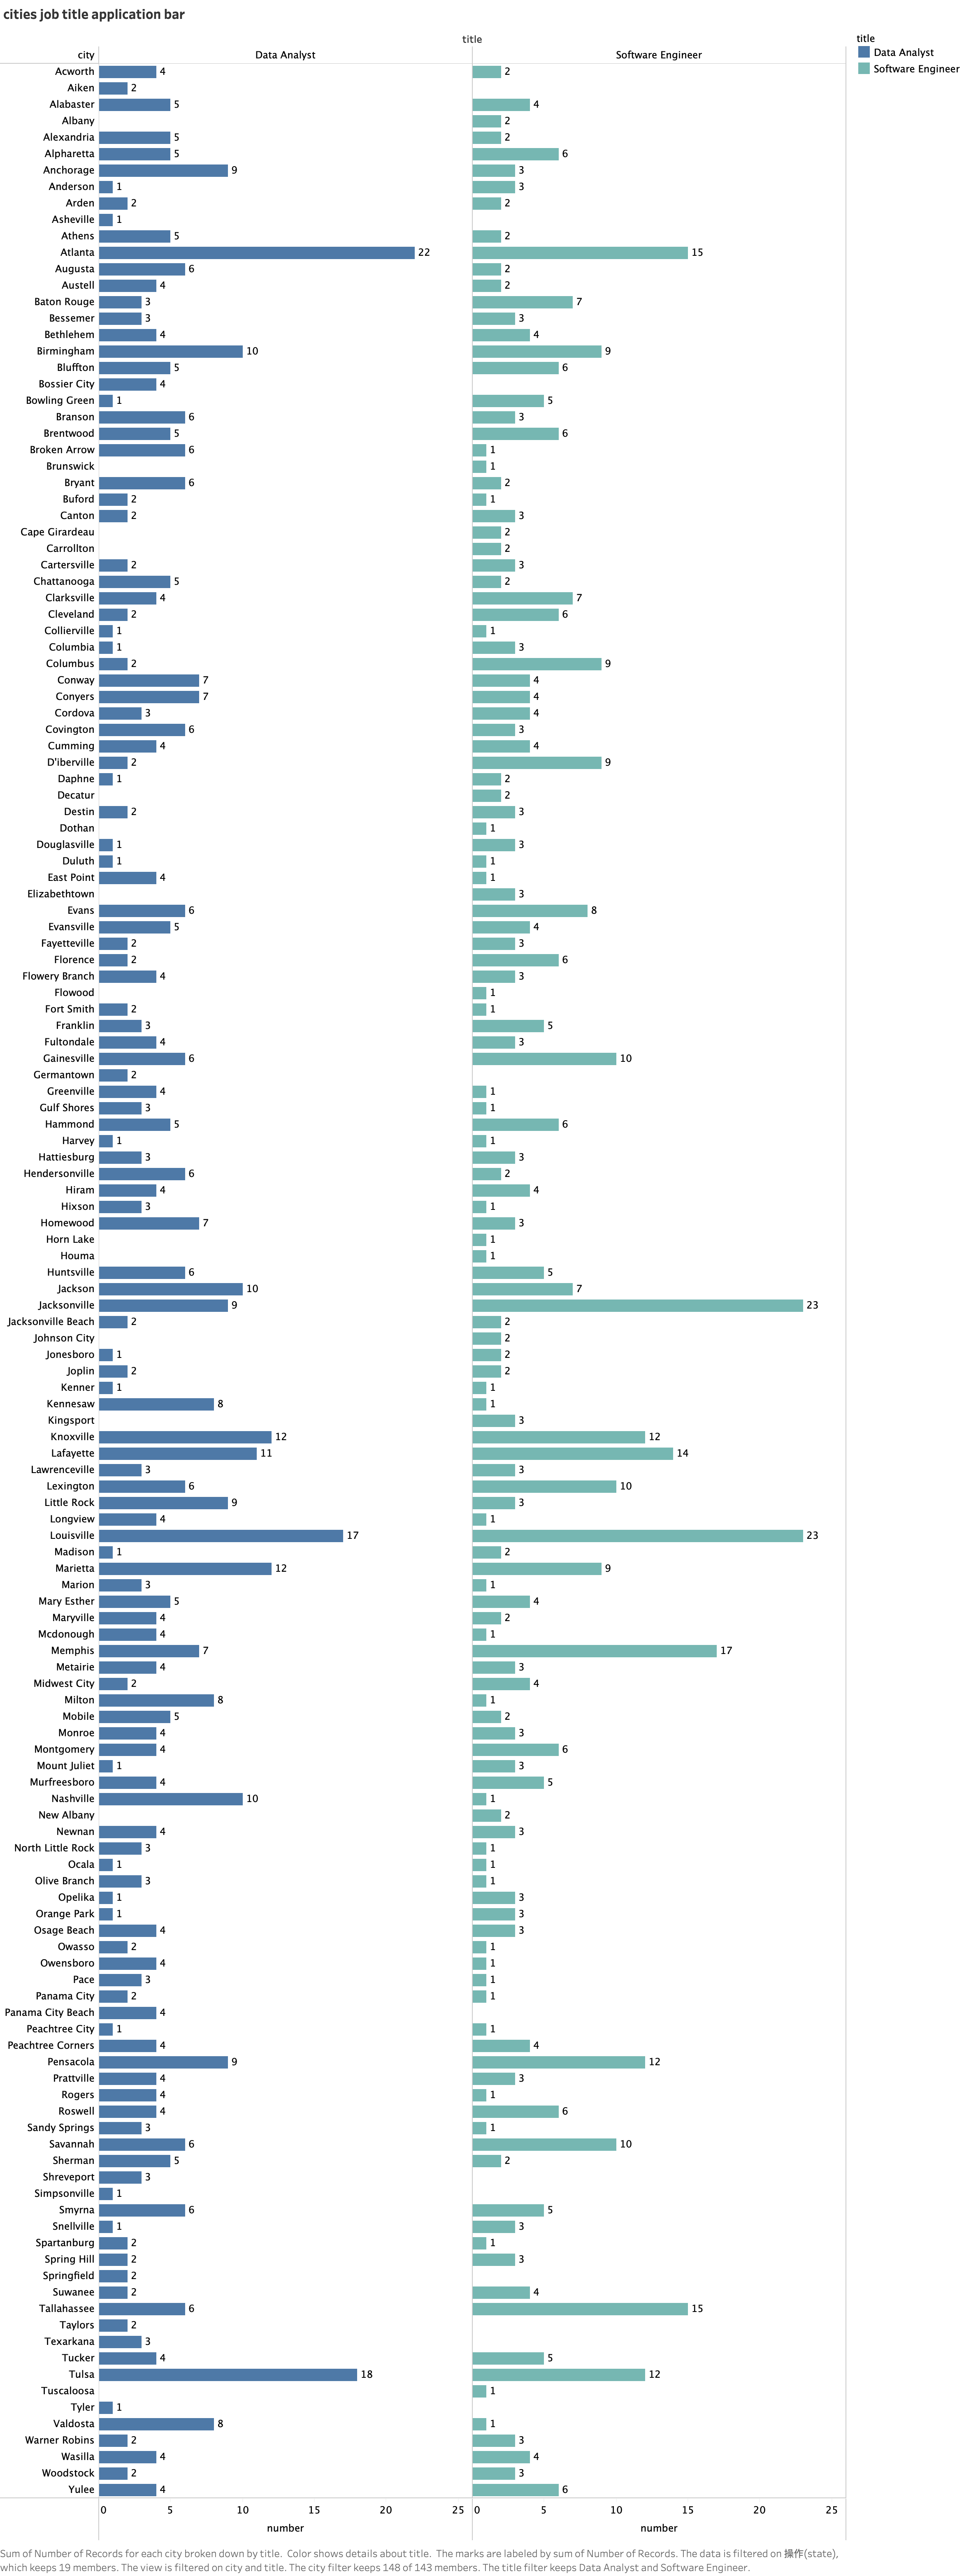 cities job title application bar
title
title
city Data Analyst Software Engineer
Data Analyst
Software Engineer
Acworth 4 2
Aiken 2
Alabaster 5 4
Albany 2
Alexandria 5 2
Alpharetta 5 6
Anchorage 9 3
Anderson 1 3
Arden 2 2
Asheville 1
Athens 5 2
Atlanta 22 15
Augusta 6 2
Austell 4 2
Baton Rouge 3 7
Bessemer 3 3
Bethlehem 4 4
Birmingham 10 9
Bluffton 5 6
Bossier City 4
Bowling Green 1 5
Branson 6 3
Brentwood 5 6
Broken Arrow 6 1
Brunswick 1
Bryant 6 2
Buford 2 1
Canton 2 3
Cape Girardeau 2
Carrollton 2
Cartersville 2 3
Chattanooga 5 2
Clarksville 4 7
Cleveland 2 6
Collierville 1 1
Columbia 1 3
Columbus 2 9
Conway 7 4
Conyers 7 4
Cordova 3 4
Covington 6 3
Cumming 4 4
D'iberville 2 9
Daphne 1 2
Decatur 2
Destin 2 3
Dothan 1
Douglasville 1 3
Duluth 1 1
East Point 4 1
Elizabethtown 3
Evans 6 8
Evansville 5 4
Fayetteville 2 3
Florence 2 6
Flowery Branch 4 3
Flowood 1
Fort Smith 2 1
Franklin 3 5
Fultondale 4 3
Gainesville 6 10
Germantown 2
Greenville 4 1
Gulf Shores 3 1
Hammond 5 6
Harvey 1 1
Hattiesburg 3 3
Hendersonville 6 2
Hiram 4 4
Hixson 3 1
Homewood 7 3
Horn Lake 1
Houma 1
Huntsville 6 5
Jackson 10 7
Jacksonville 9 23
Jacksonville Beach 2 2
Johnson City 2
Jonesboro 1 2
Joplin 2 2
Kenner 1 1
Kennesaw 8 1
Kingsport 3
Knoxville 12 12
Lafayette 11 14
Lawrenceville 3 3
Lexington 6 10
Little Rock 9 3
Longview 4 1
Louisville 17 23
Madison 1 2
Marietta 12 9
Marion 3 1
Mary Esther 5 4
Maryville 4 2
Mcdonough 4 1
Memphis 7 17
Metairie 4 3
Midwest City 2 4
Milton 8 1
Mobile 5 2
Monroe 4 3
Montgomery 4 6
Mount Juliet 1 3
Murfreesboro 4 5
Nashville 10 1
New Albany 2
Newnan 4 3
North Little Rock 3 1
Ocala 1 1
Olive Branch 3 1
Opelika 1 3
Orange Park 1 3
Osage Beach 4 3
Owasso 2 1
Owensboro 4 1
Pace 3 1
Panama City 2 1
Panama City Beach 4
Peachtree City 1 1
Peachtree Corners 4 4
Pensacola 9 12
Prattville 4 3
Rogers 4 1
Roswell 4 6
Sandy Springs 3 1
Savannah 6 10
Sherman 5 2
Shreveport 3
Simpsonville 1
Smyrna 6 5
Snellville 1 3
Spartanburg 2 1
Spring Hill 2 3
Springfield 2
Suwanee 2 4
Tallahassee 6 15
Taylors 2
Texarkana 3
Tucker 4 5
Tulsa 18 12
Tuscaloosa 1
Tyler 1
Valdosta 8 1
Warner Robins 2 3
Wasilla 4 4
Woodstock 2 3
Yulee 4 6
0 5 10 15 20 25 0 5 10 15 20 25
number number
Sum of Number of Records for each city broken down by title. Color shows details about title. The marks are labeled by sum of Number of Records. The data is filtered on 操作(state),
which keeps 19 members. The view is filtered on city and title. The city filter keeps 148 of 143 members. The title filter keeps Data Analyst and Software Engineer.